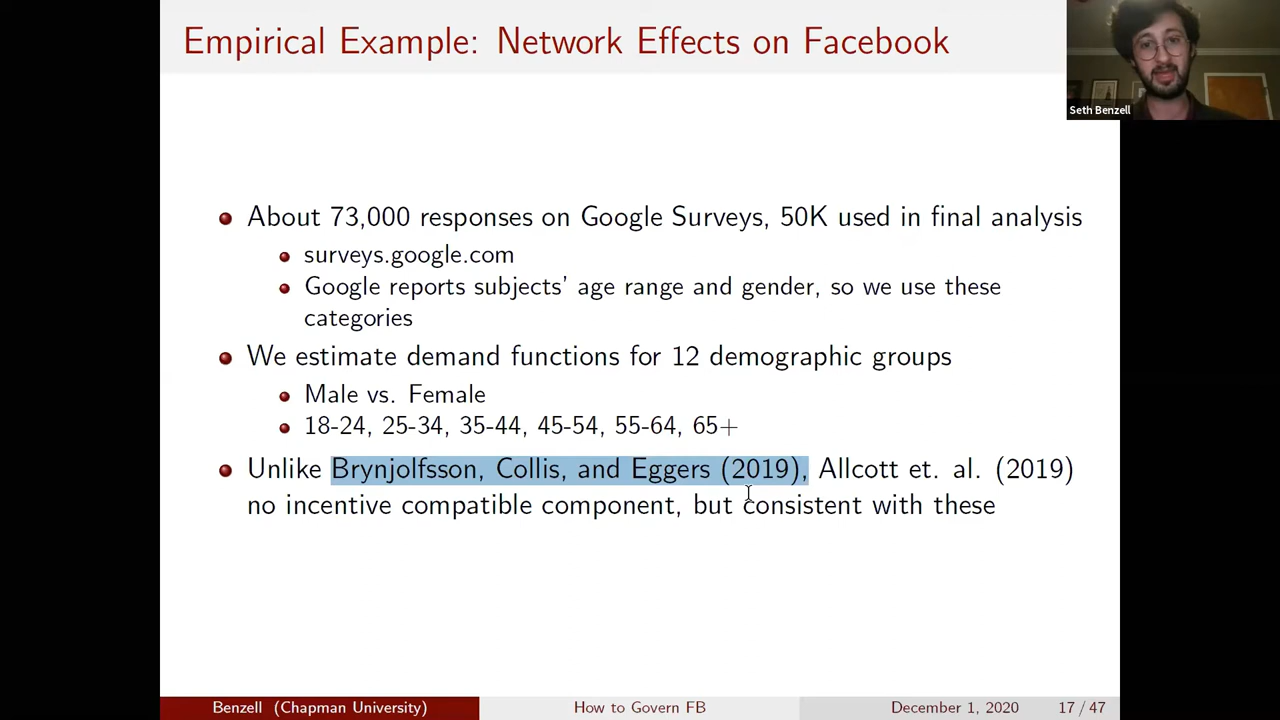 Empirical Example: Network Effects on Facebook
Seth Benzell
About 73,000 responses on Google Surveys, 50K used in final analysis
surveys.google.com
Google reports subjects' age range and gender, so we use these
categories
We estimate demand functions for 12 demographic groups
Male vs. Female
18-24, 25-34, 35-44, 45-54, 55-64, 65+
Unlike Brynjolfsson, Collis, and Eggers (2019), Allcott et. al. (2019)
no incentive compatible component, but consistent with these
Benzell (Chapman University) How to Govern FB December 1, 2020 17 / 47